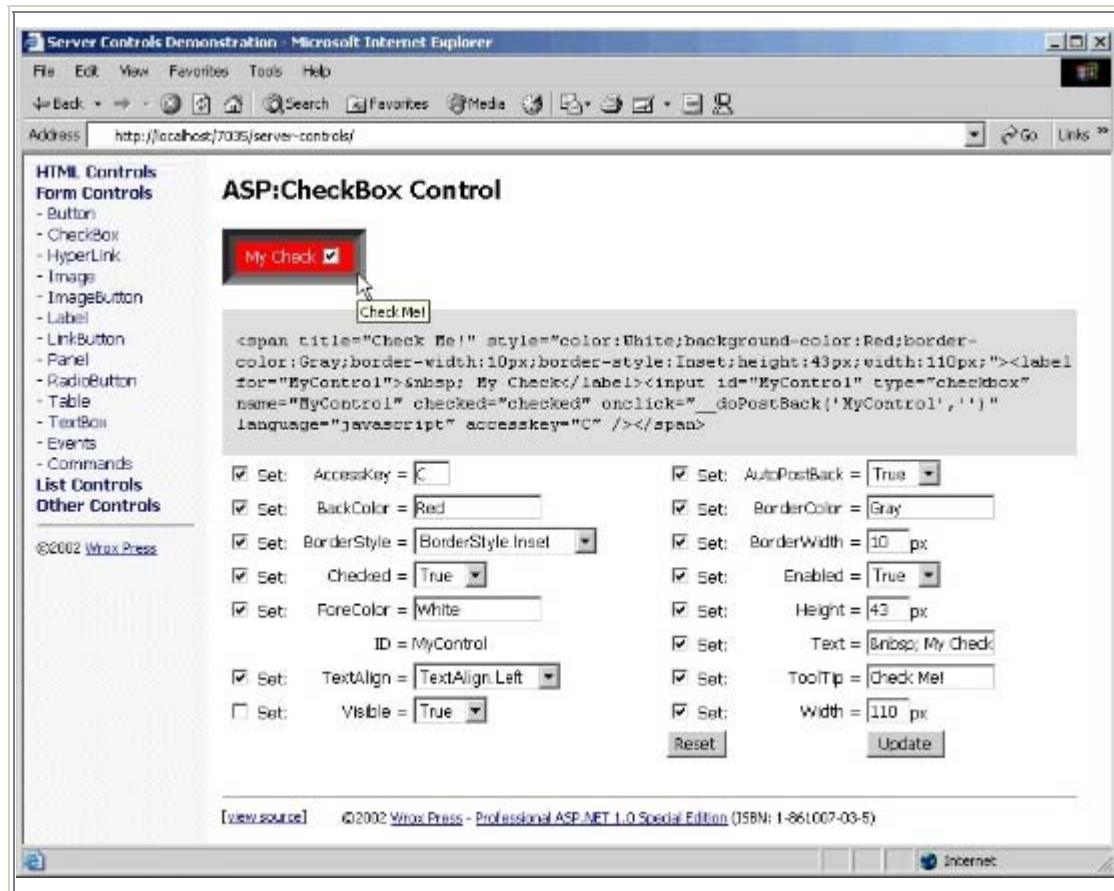 Server Controls Demonstration - Microsoft Internet Explorer
File Edit View Favorites Tools Help
Back Search Favorites Media
Address http://localhost/7035/server-controls/ Go Links »
HTML Controls
Form Controls
- Button
- CheckBox
- HyperLink
- Image
- ImageButton
- Label
- LinkButton
- Panel
- RadioButton
- Table
- TextBox
- Events
- Commands
List Controls
Other Controls
©2002 Wrox Press
ASP:CheckBox Control
My Check
Check Me!
<span title="Check Me!" style="color:White;background-color:Red;border-
color:Gray;border-width:10px;border-style:Inset;height:43px;width:110px;"><label
for="MyControl">&nbsp; My Check</label><input id="MyControl" type="checkbox"
name="MyControl" checked="checked" onclick="__doPostBack('MyControl','')"
language="javascript" accesskey="C" /></span>
Set: AccessKey = C Set: AutoPostBack = True
Set: BackColor = Red Set: BorderColor = Gray
Set: BorderStyle = BorderStyle.Inset Set: BorderWidth = 10 px
Set: Checked = True Set: Enabled = True
Set: ForeColor = White Set: Height = 43 px
ID = MyControl Set: Text = &nbsp; My Check
Set: TextAlign = TextAlign.Left Set: ToolTip = Check Me!
Set: Visible = True Set: Width = 110 px
Reset Update
[view source] ©2002 Wrox Press - Professional ASP.NET 1.0 Special Edition (ISBN: 1-861007-03-5)
Internet